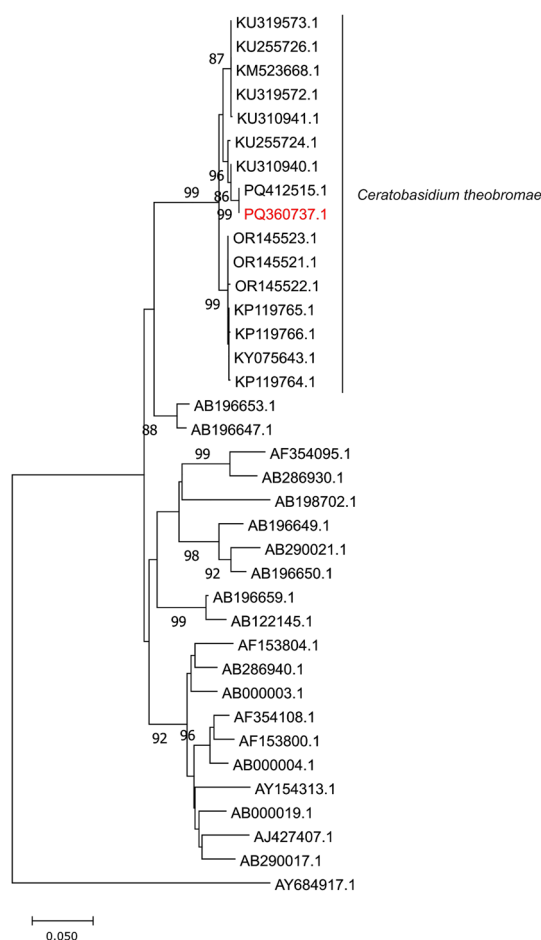 KU319573.1
KU255726.1
87
KM523668.1
KU319572.1
KU310941.1
KU255724.1
KU310940.1
96
PQ412515.1
99
86
Ceratobasidium theobromae
PQ360737.1
99
OR145523.1
OR145521.1
OR145522.1
99
KP119765.1
KP119766.1
KY075643.1
KP119764.1
AB196653.1
88
AB196647.1
99
AF354095.1
AB286930.1
AB198702.1
AB196649.1
98
AB290021.1
92
AB196650.1
AB196659.1
99
AB122145.1
AF153804.1
AB286940.1
AB000003.1
AF354108.1
92
96
AF153800.1
AB000004.1
AY154313.1
AB000019.1
AJ427407.1
AB290017.1
AY684917.1
0.050